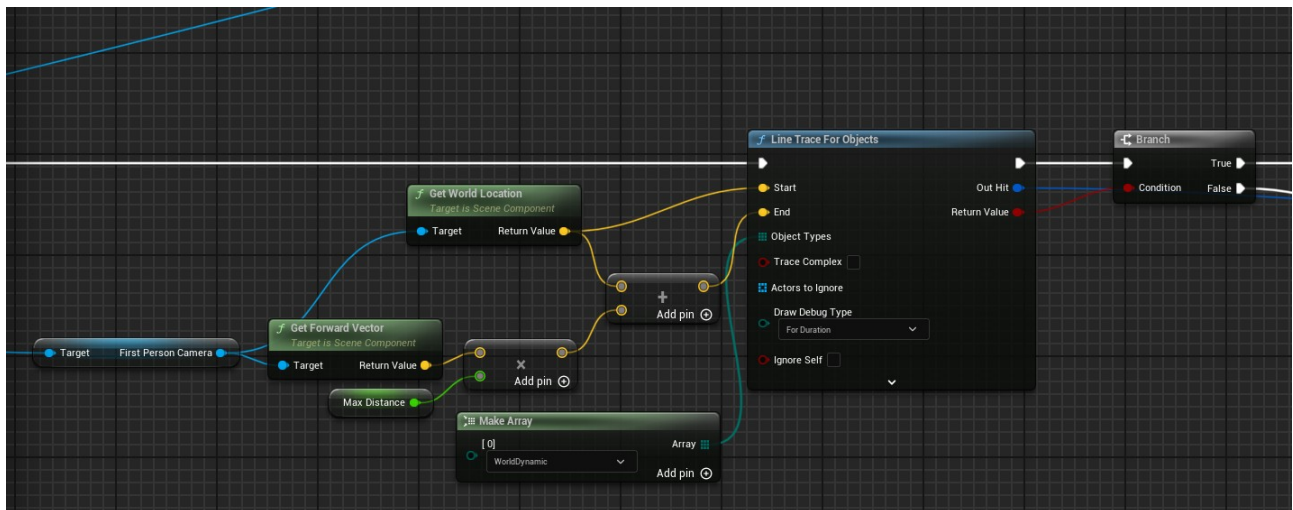 Line Trace For Objects
Start
End
Object Types
Trace Complex
Actors to Ignore
Draw Debug Type
For Duration
Ignore Self
Out Hit
Return Value
Branch
Condition
True
False
Get World Location
Target is Scene Component
Target
Return Value
+
Add pin
Get Forward Vector
Target is Scene Component
Target
Return Value
Target
First Person Camera
×
Add pin
Max Distance
Make Array
[ 0]
WorldDynamic
Array
Add pin